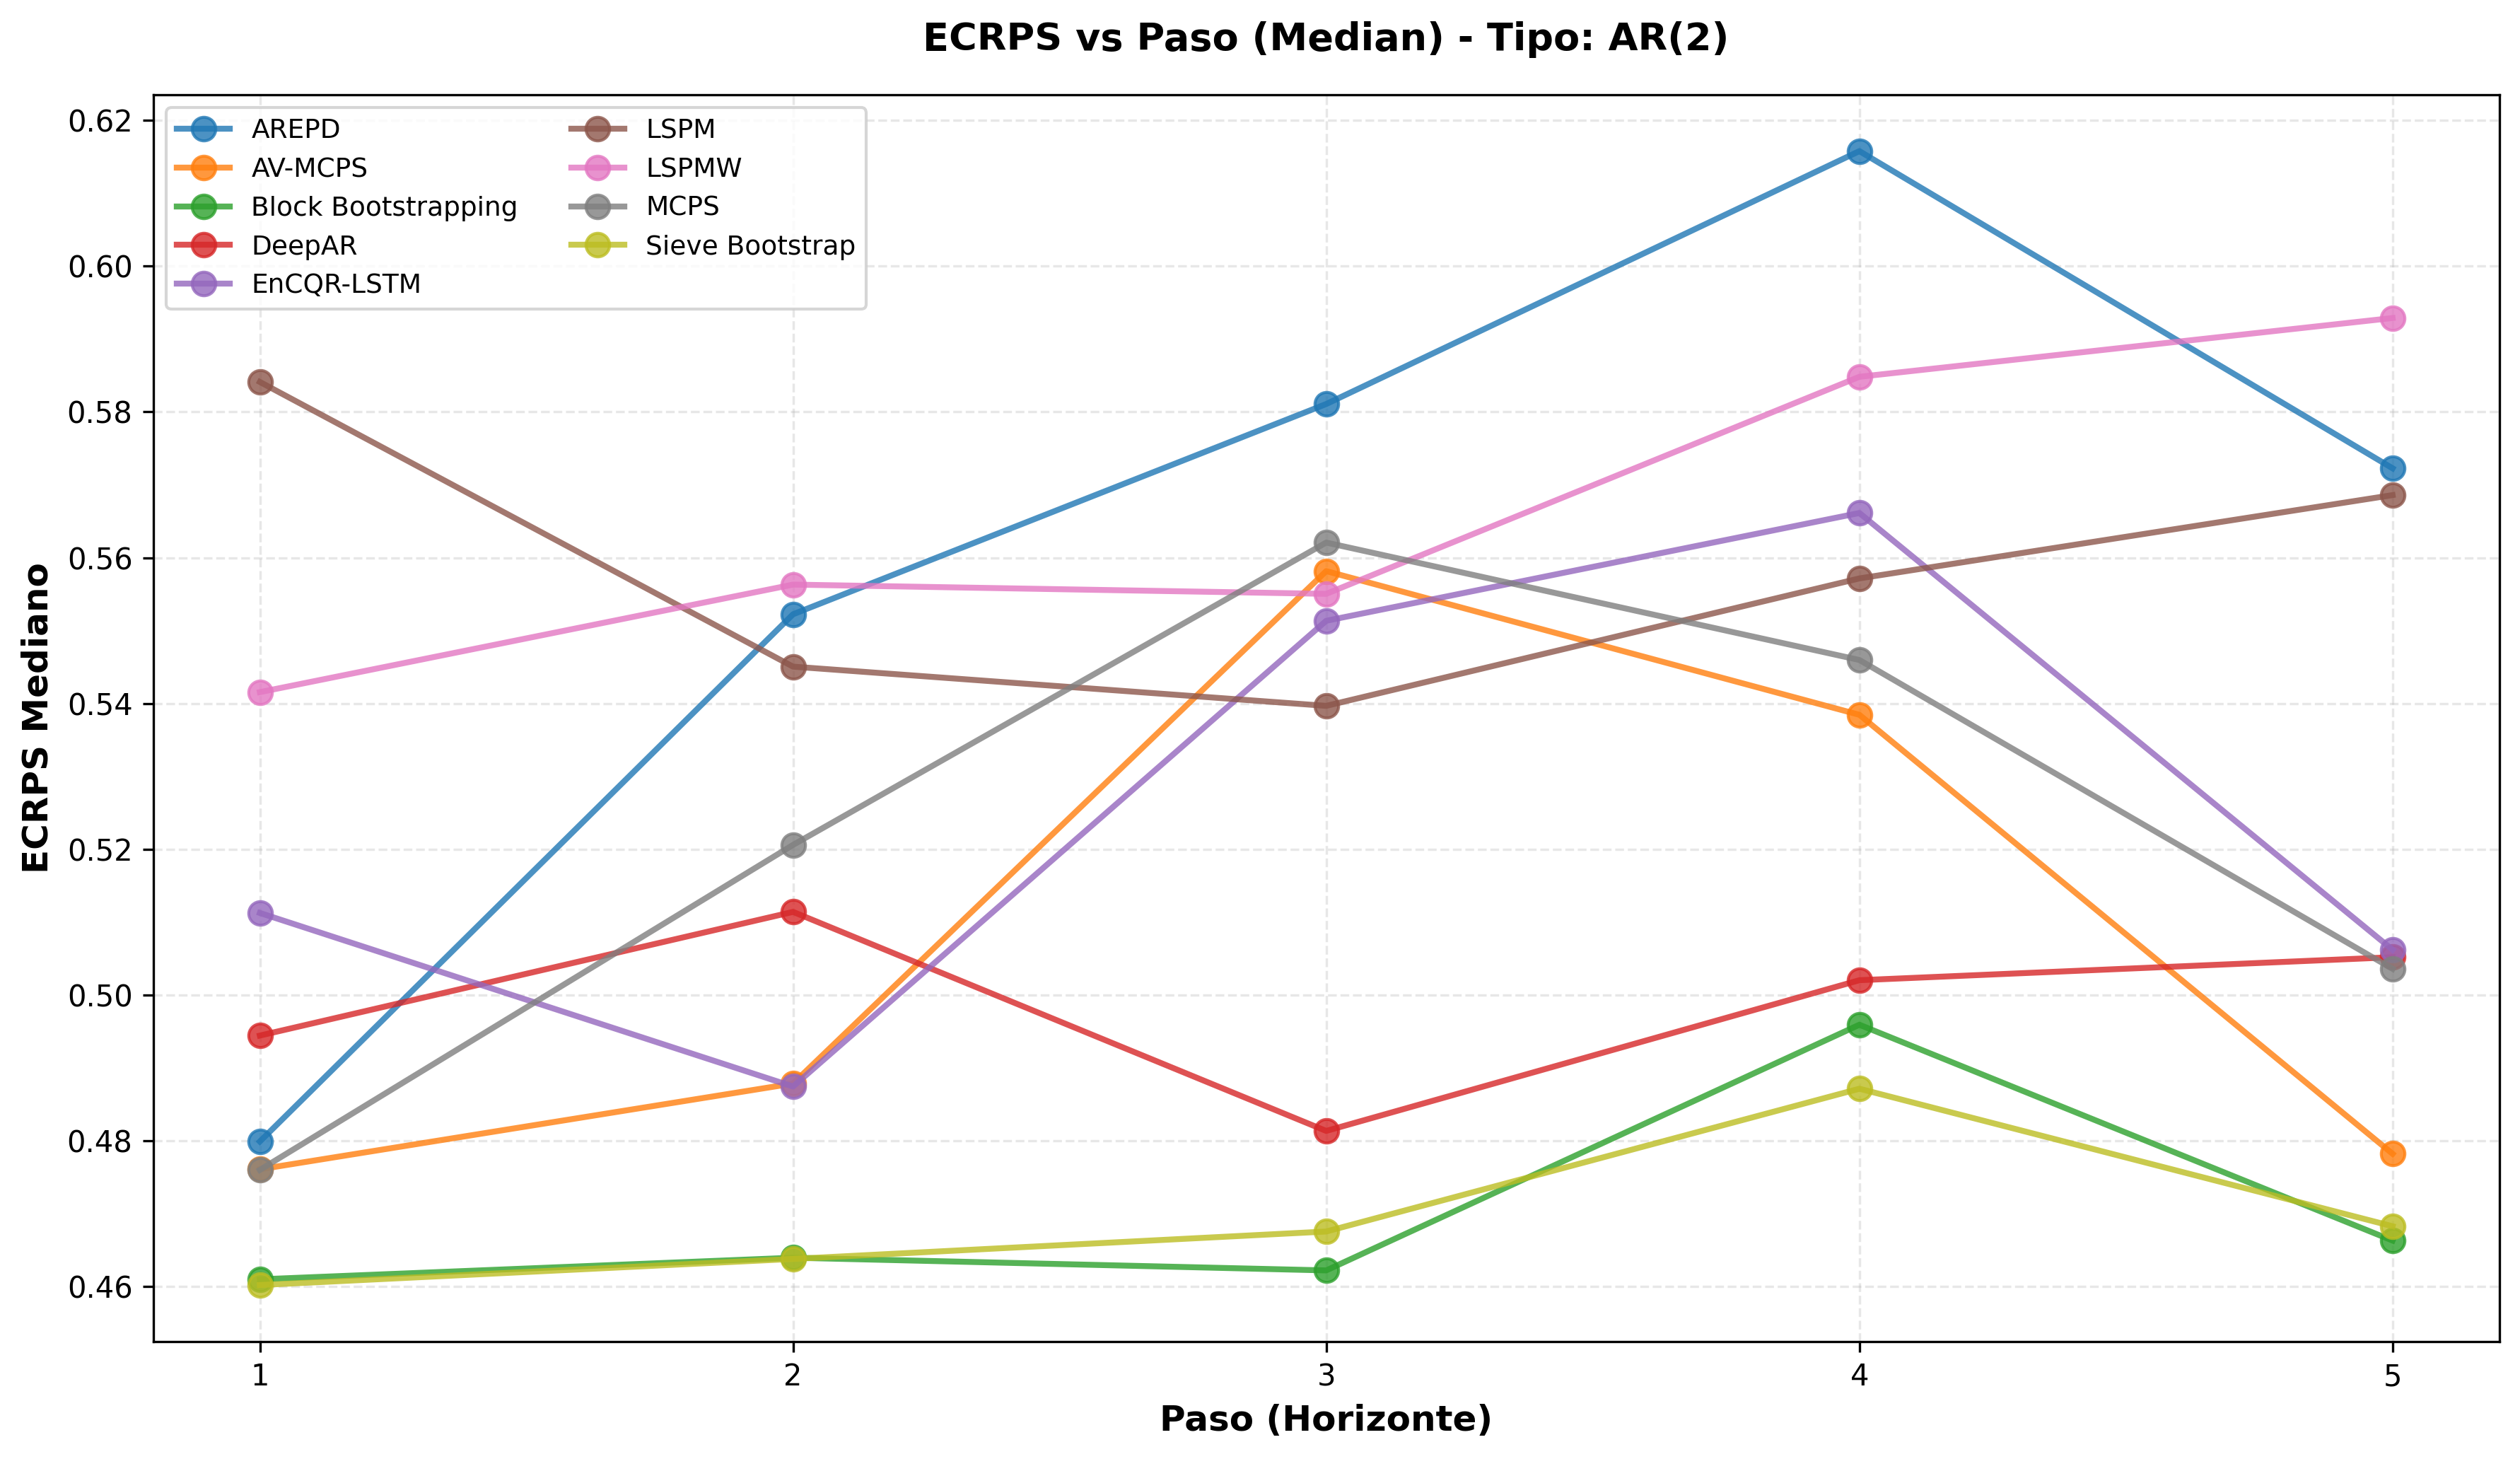 ECRPS vs Paso (Median) - Tipo: AR(2)
AREPD
AV-MCPS
Block Bootstrapping
DeepAR
EnCQR-LSTM
LSPM
LSPMW
MCPS
Sieve Bootstrap
ECRPS Mediano
0.62
0.60
0.58
0.56
0.54
0.52
0.50
0.48
0.46
1 2 3 4 5
Paso (Horizonte)